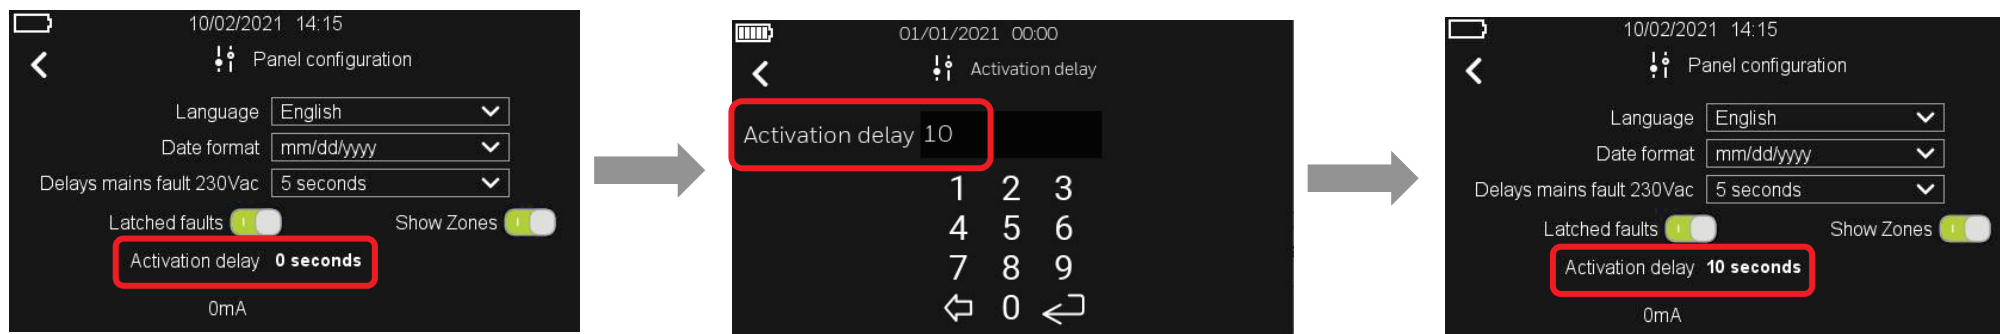 10/02/2021 14:15
Panel configuration
Language English
Date format mm/dd/yyyy
Delays mains fault 230Vac 5 seconds
Latched faults Show Zones
Activation delay 0 seconds
0mA
01/01/2021 00:00
Activation delay
Activation delay 10
1 2 3
4 5 6
7 8 9
0
10/02/2021 14:15
Panel configuration
Language English
Date format mm/dd/yyyy
Delays mains fault 230Vac 5 seconds
Latched faults Show Zones
Activation delay 10 seconds
0mA